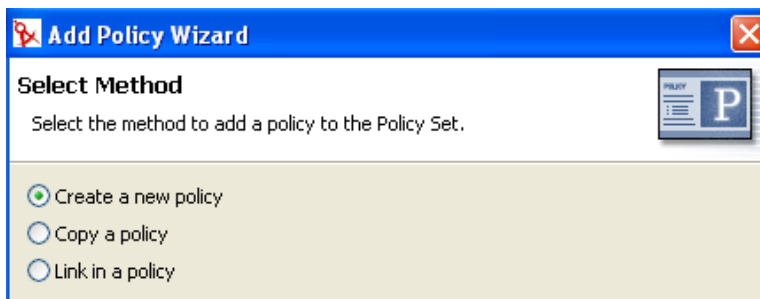 Add Policy Wizard
Select Method
Select the method to add a policy to the Policy Set.
POLICY
P
Create a new policy
Copy a policy
Link in a policy